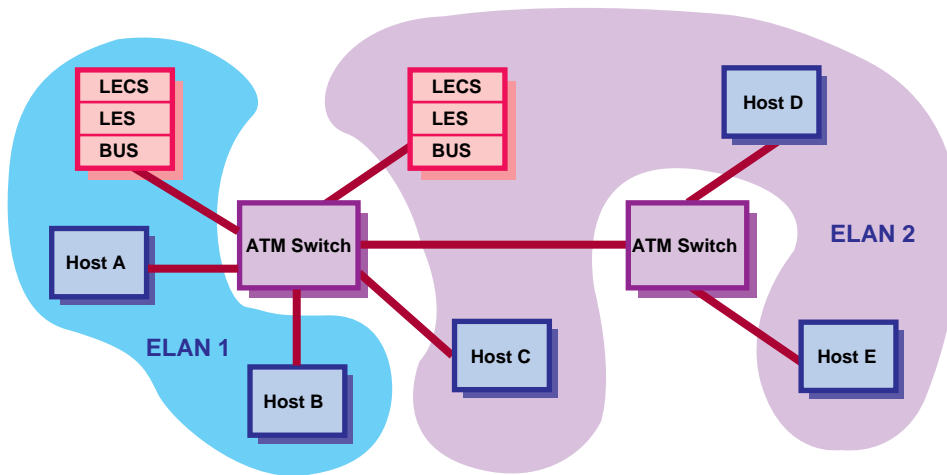 LECS
LES
BUS
LECS
LES
BUS
Host D
ATM Switch
ATM Switch
ELAN 2
Host A
ELAN 1
Host C
Host E
Host B